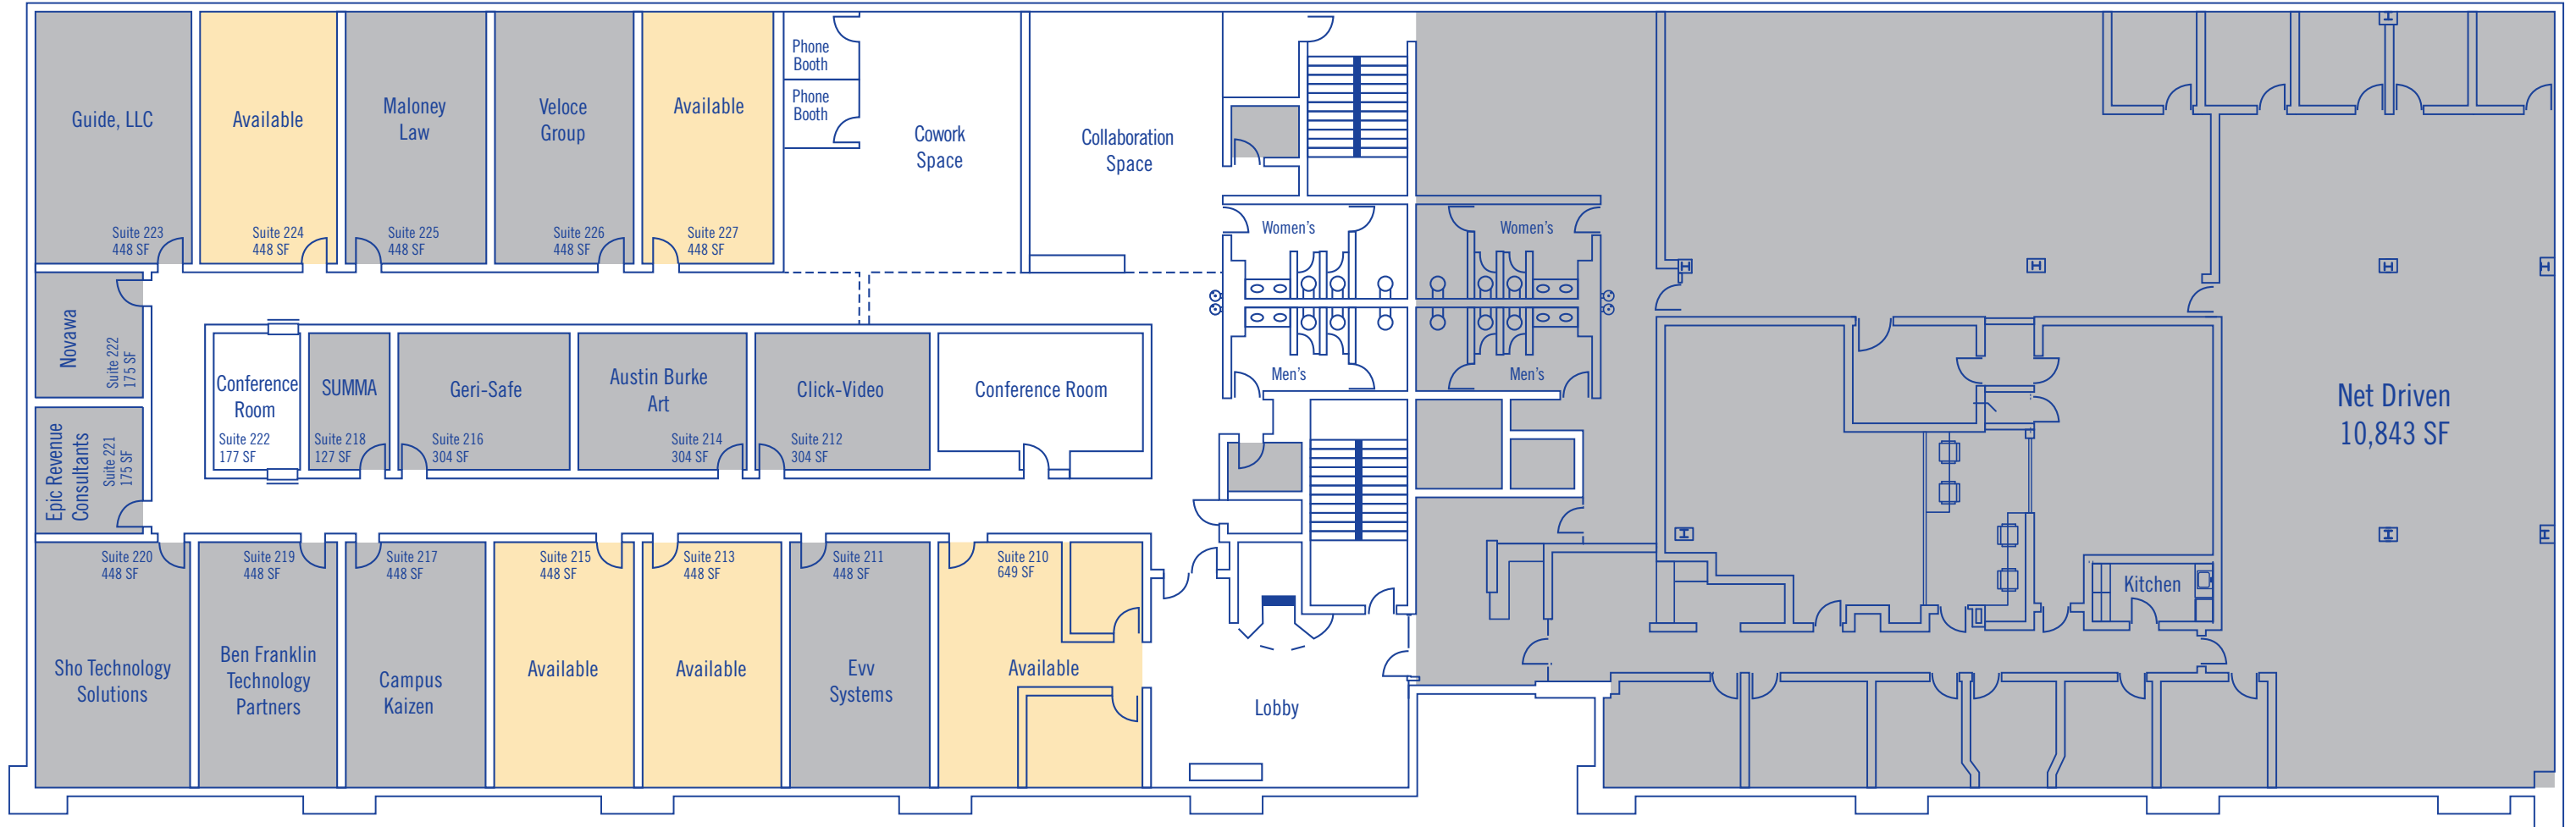 Guide, LLC
Suite 223
448 SF
Available
Suite 224
448 SF
Maloney
Law
Suite 225
448 SF
Veloce
Group
Suite 226
448 SF
Available
Suite 227
448 SF
Phone
Booth
Phone
Booth
Cowork
Space
Collaboration
Space
Women's
Women's
Men's
Men's
Novawa
Suite 222
175 SF
Epic Revenue
Consultants
Suite 221
175 SF
Conference
Room
Suite 222
177 SF
SUMMA
Suite 218
127 SF
Geri-Safe
Suite 216
304 SF
Austin Burke
Art
Suite 214
304 SF
Click-Video
Suite 212
304 SF
Conference Room
Net Driven
10,843 SF
Kitchen
Suite 220
448 SF
Sho Technology
Solutions
Suite 219
448 SF
Ben Franklin
Technology
Partners
Suite 217
448 SF
Campus
Kaizen
Suite 215
448 SF
Available
Suite 213
448 SF
Available
Suite 211
448 SF
Evv
Systems
Suite 210
649 SF
Available
Lobby